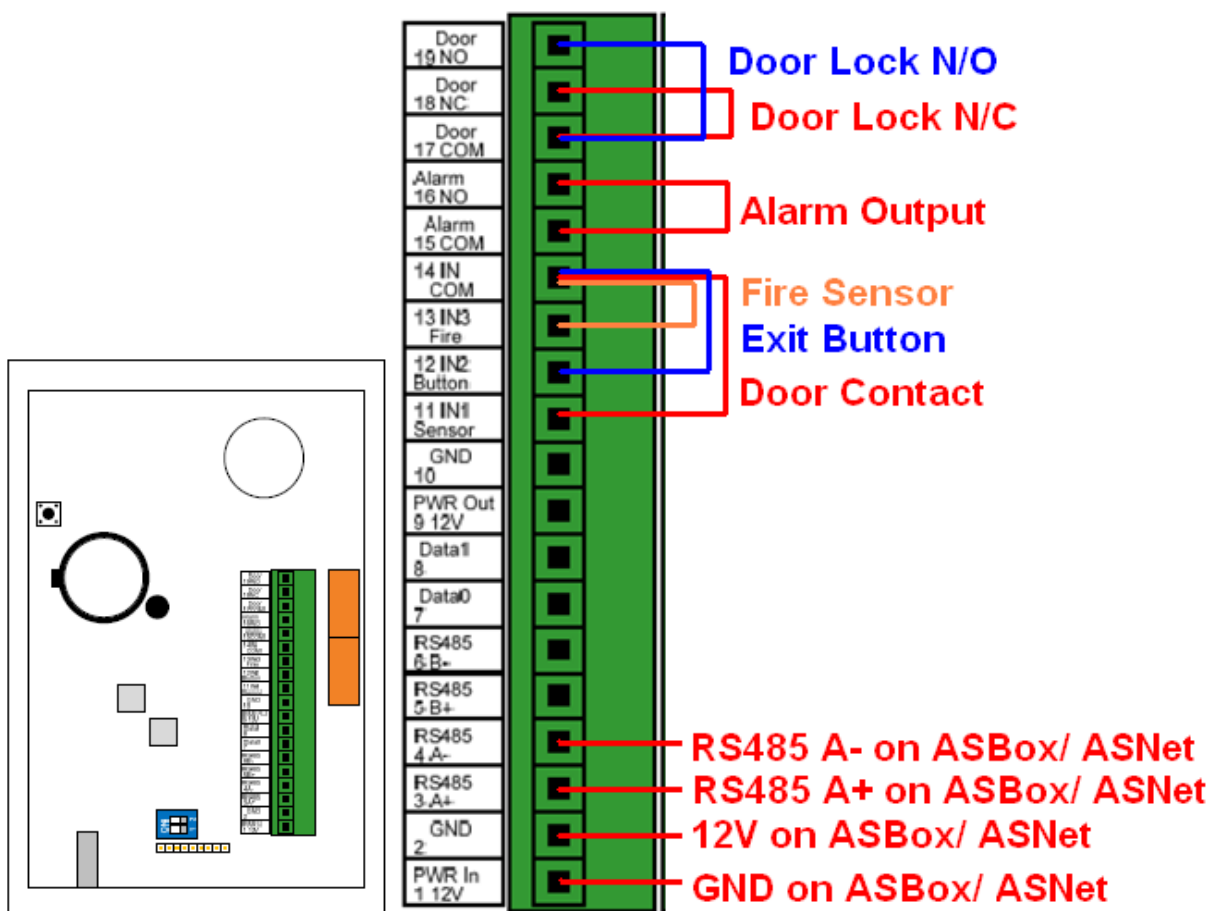 Door
19 NO
Door
18 NC
Door
17 COM
Alarm
16 NO
Alarm
15 COM
14 IN
COM
13 IN3
Fire
12 IN2
Button
11 IN1
Sensor
GND
10
PWR Out
9 12V
Data1
8
Data0
7
RS485
6 B-
RS485
5 B+
RS485
4 A-
RS485
3 A+
GND
2
PWR In
1 12V
Door Lock N/O
Door Lock N/C
Alarm Output
Fire Sensor
Exit Button
Door Contact
RS485 A- on ASBox/ ASNet
RS485 A+ on ASBox/ ASNet
12V on ASBox/ ASNet
GND on ASBox/ ASNet
ON
1 2